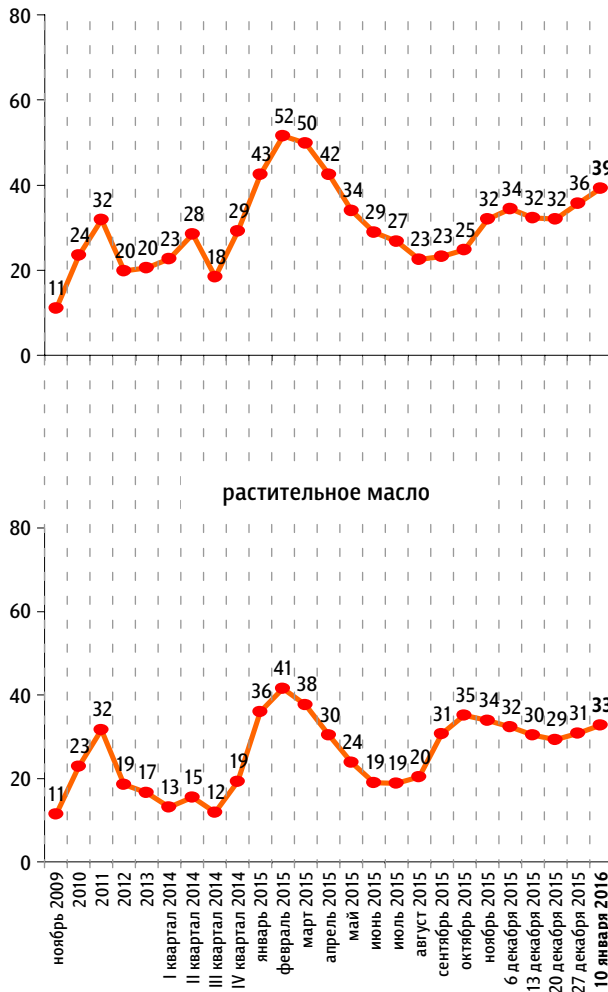 80
60
40
20
0
11 24 32 20 20 23 28 18 29 43 52 50 42 34 29 27 23 23 25 32 34 32 32 36 39
растительное масло
80
60
40
20
0
11 23 32 19 17 13 15 12 19 36 41 38 30 24 19 19 20 31 35 34 32 30 29 31 33
ноябрь 2009
2010
2011
2012
2013
I квартал 2014
II квартал 2014
III квартал 2014
IV квартал 2014
январь 2015
февраль 2015
март 2015
апрель 2015
май 2015
июнь 2015
июль 2015
август 2015
сентябрь 2015
октябрь 2015
ноябрь 2015
6 декабря 2015
13 декабря 2015
20 декабря 2015
27 декабря 2015
10 января 2016